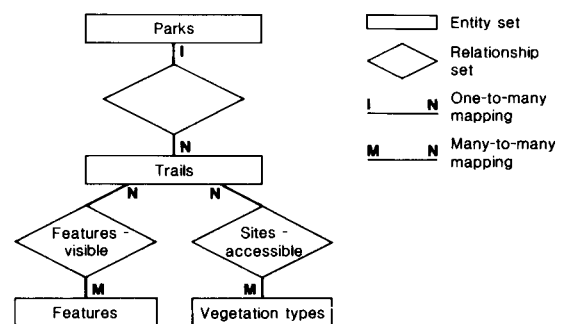 Parks
I
N
Trails
N
N
Features -
visible
Sites -
accessible
M
M
Features
Vegetation types
Entity set
Relationship
set
I N
One-to-many
mapping
M N
Many-to-many
mapping